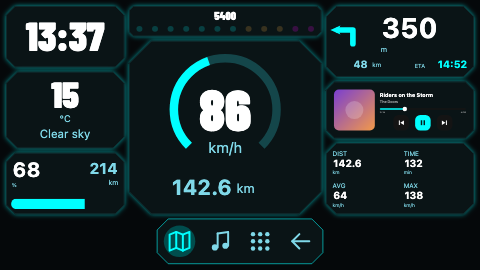 13:37
5400
350
m
48 km
ETA 14:52
15
°C
Clear sky
86
km/h
142.6 km
Riders on the Storm
The Doors
68
%
214
km
DIST
142.6
km
TIME
132
min
AVG
64
km/h
MAX
138
km/h